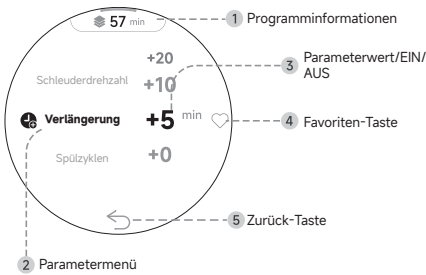 57 min
1 Programminformationen
+20
3 Parameterwert/EIN/
AUS
Schleuderdrehzahl
+10
Verlängerung +5 min
4 Favoriten-Taste
Spülzyklen +0
5 Zurück-Taste
2 Parametermenü